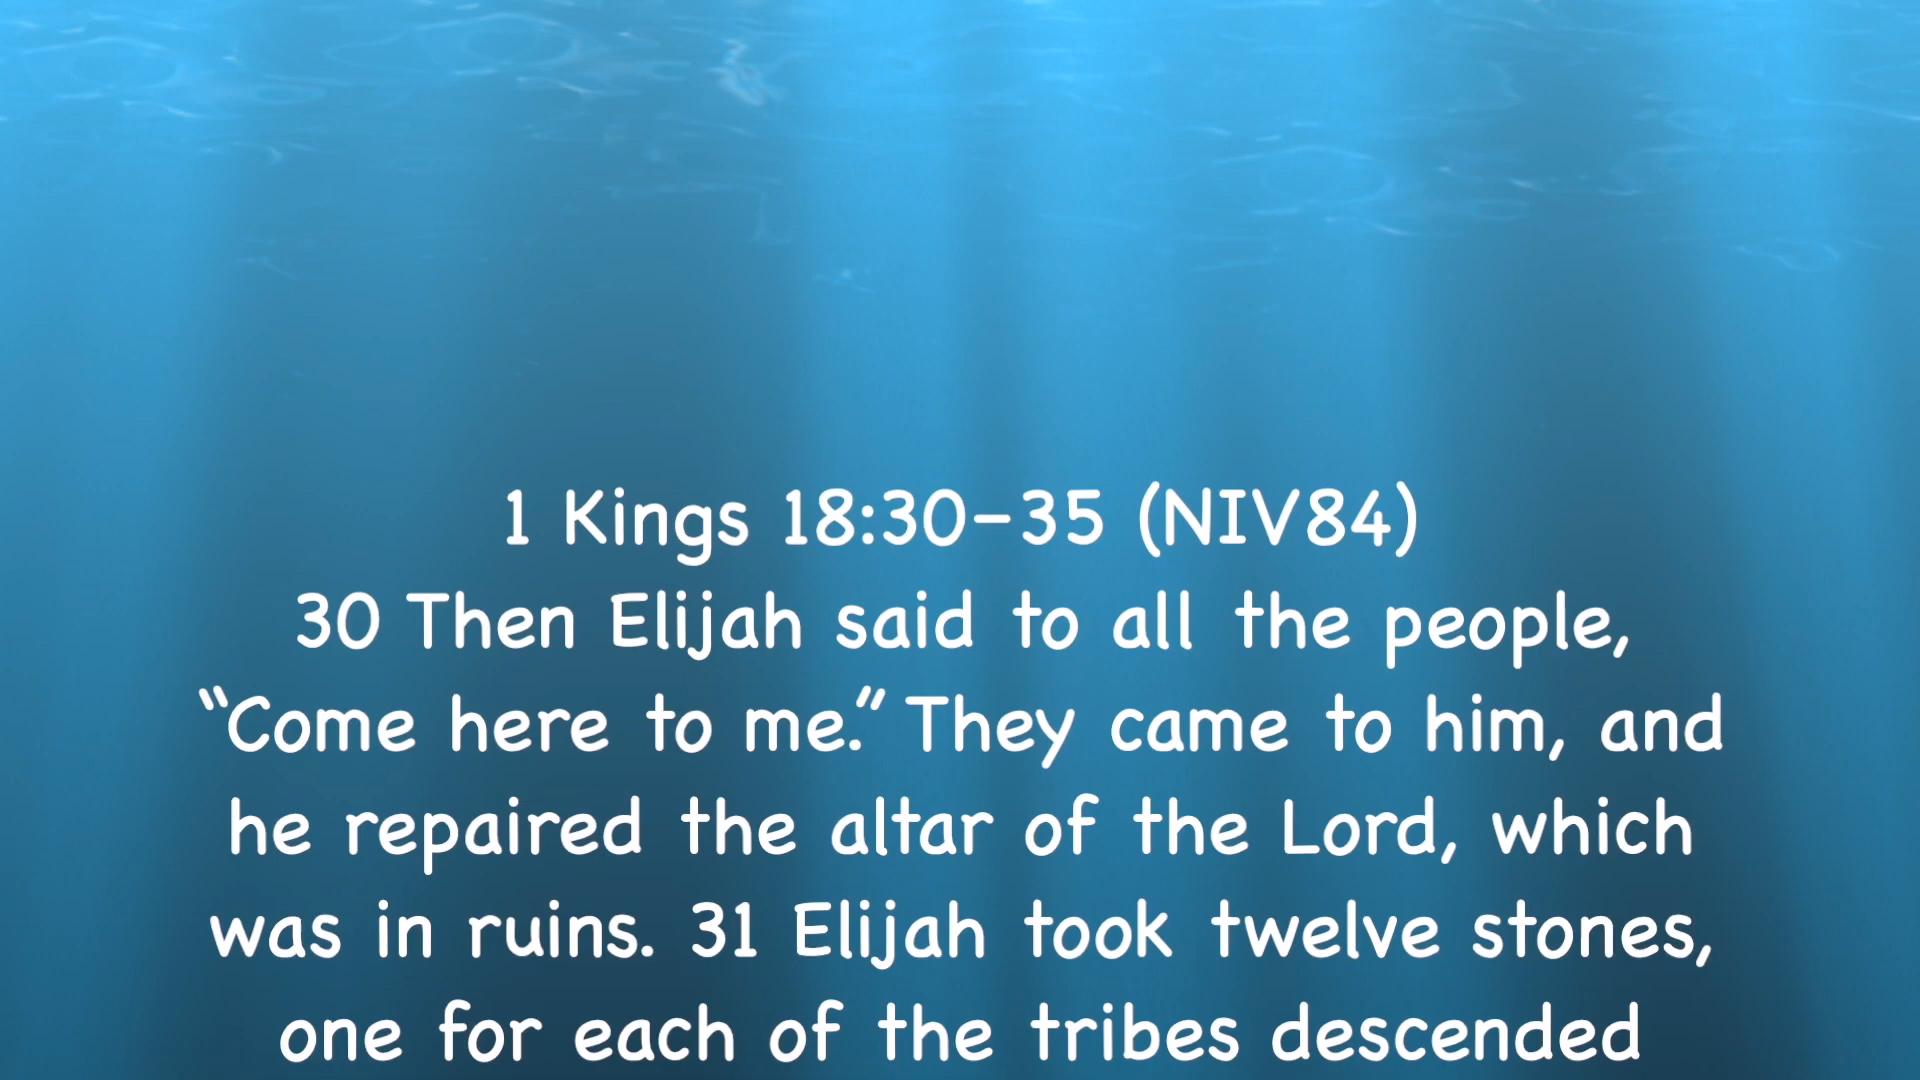 1 Kings 18:30–35 (NIV84)
30 Then Elijah said to all the people,
“Come here to me.” They came to him, and
he repaired the altar of the Lord, which
was in ruins. 31 Elijah took twelve stones,
one for each of the tribes descended